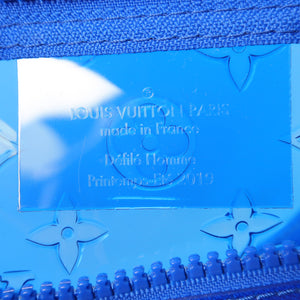 LOUIS VUITTON PARIS
made in France
Défilé Homme
Printemps-Été 2019